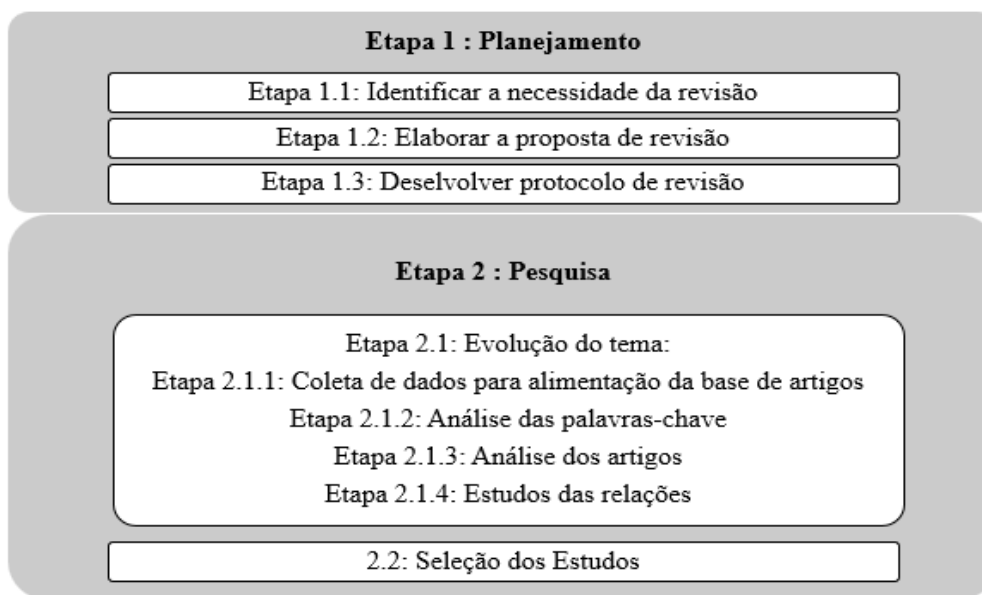 Etapa 1 : Planejamento
Etapa 1.1: Identificar a necessidade da revisão
Etapa 1.2: Elaborar a proposta de revisão
Etapa 1.3: Deselvolver protocolo de revisão
Etapa 2 : Pesquisa
Etapa 2.1: Evolução do tema:
Etapa 2.1.1: Coleta de dados para alimentação da base de artigos
Etapa 2.1.2: Análise das palavras-chave
Etapa 2.1.3: Análise dos artigos
Etapa 2.1.4: Estudos das relações
2.2: Seleção dos Estudos